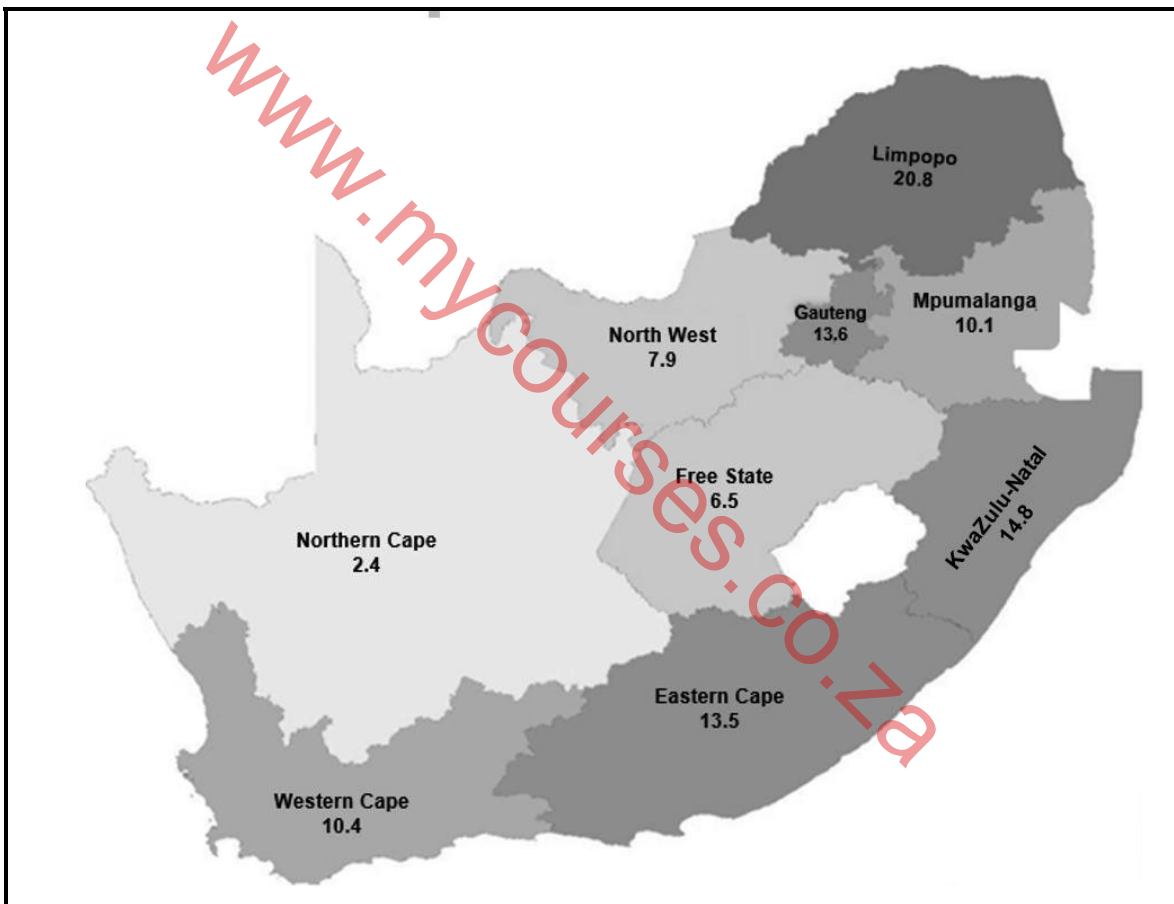 Limpopo
20.8
Mpumalanga
10.1
Gauteng
13.6
North West
7.9
Free State
6.5
KwaZulu-Natal
14.8
Northern Cape
2.4
Eastern Cape
13.5
Western Cape
10.4
www.mycourses.co.za